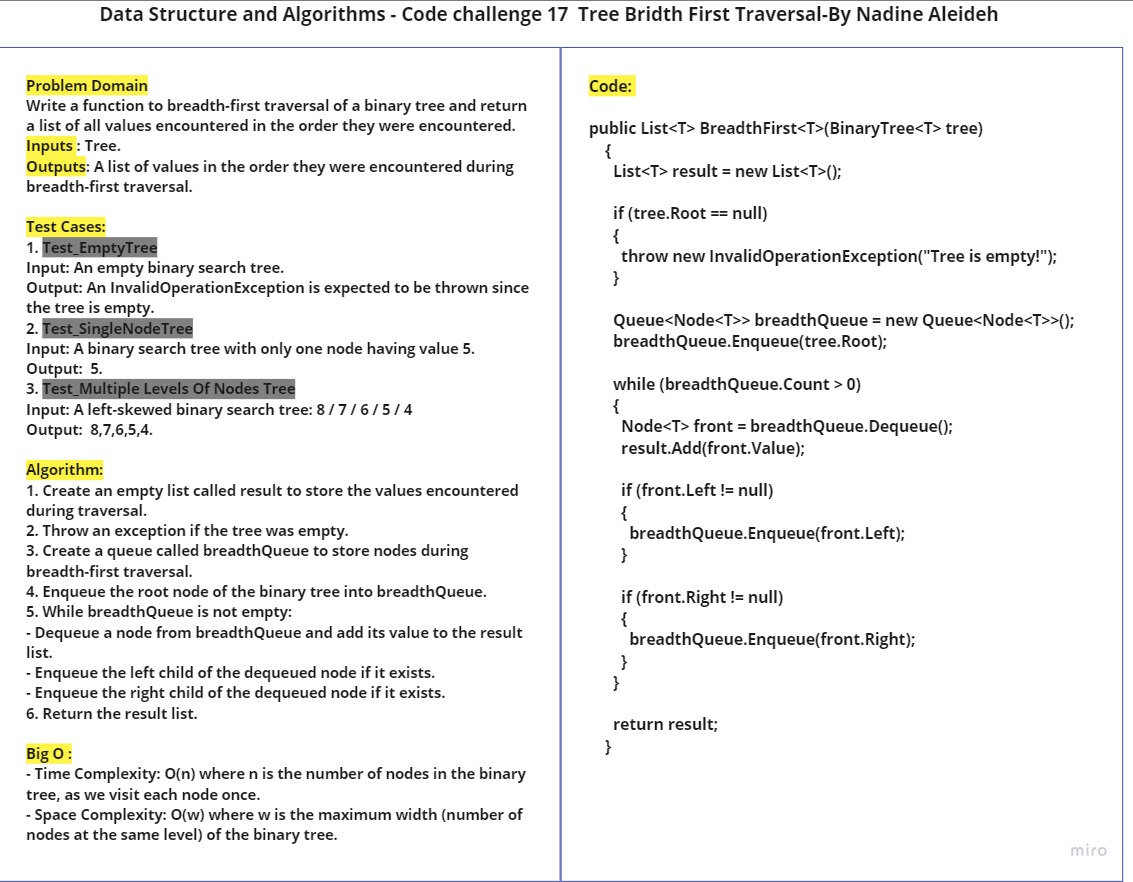 Data Structure and Algorithms - Code challenge 17  Tree Bridth First Traversal-By Nadine Aleideh
Problem Domain
Write a function to breadth-first traversal of a binary tree and return
a list of all values encountered in the order they were encountered.
Inputs : Tree.
Outputs: A list of values in the order they were encountered during
breadth-first traversal.
Test Cases:
1. Test_EmptyTree
Input: An empty binary search tree.
Output: An InvalidOperationException is expected to be thrown since
the tree is empty.
2. Test_SingleNodeTree
Input: A binary search tree with only one node having value 5.
Output:  5.
3. Test_Multiple Levels Of Nodes Tree
Input: A left-skewed binary search tree: 8 / 7 / 6 / 5 / 4
Output:  8,7,6,5,4.
Algorithm:
1. Create an empty list called result to store the values encountered
during traversal.
2. Throw an exception if the tree was empty.
3. Create a queue called breadthQueue to store nodes during
breadth-first traversal.
4. Enqueue the root node of the binary tree into breadthQueue.
5. While breadthQueue is not empty:
- Dequeue a node from breadthQueue and add its value to the result
list.
- Enqueue the left child of the dequeued node if it exists.
- Enqueue the right child of the dequeued node if it exists.
6. Return the result list.
Big O :
- Time Complexity: O(n) where n is the number of nodes in the binary
tree, as we visit each node once.
- Space Complexity: O(w) where w is the maximum width (number of
nodes at the same level) of the binary tree.
Code:
public List<T> BreadthFirst<T>(BinaryTree<T> tree)
{
List<T> result = new List<T>();
if (tree.Root == null)
{
throw new InvalidOperationException("Tree is empty!");
}
Queue<Node<T>> breadthQueue = new Queue<Node<T>>();
breadthQueue.Enqueue(tree.Root);
while (breadthQueue.Count > 0)
{
Node<T> front = breadthQueue.Dequeue();
result.Add(front.Value);
if (front.Left != null)
{
breadthQueue.Enqueue(front.Left);
}
if (front.Right != null)
{
breadthQueue.Enqueue(front.Right);
}
}
return result;
}
miro